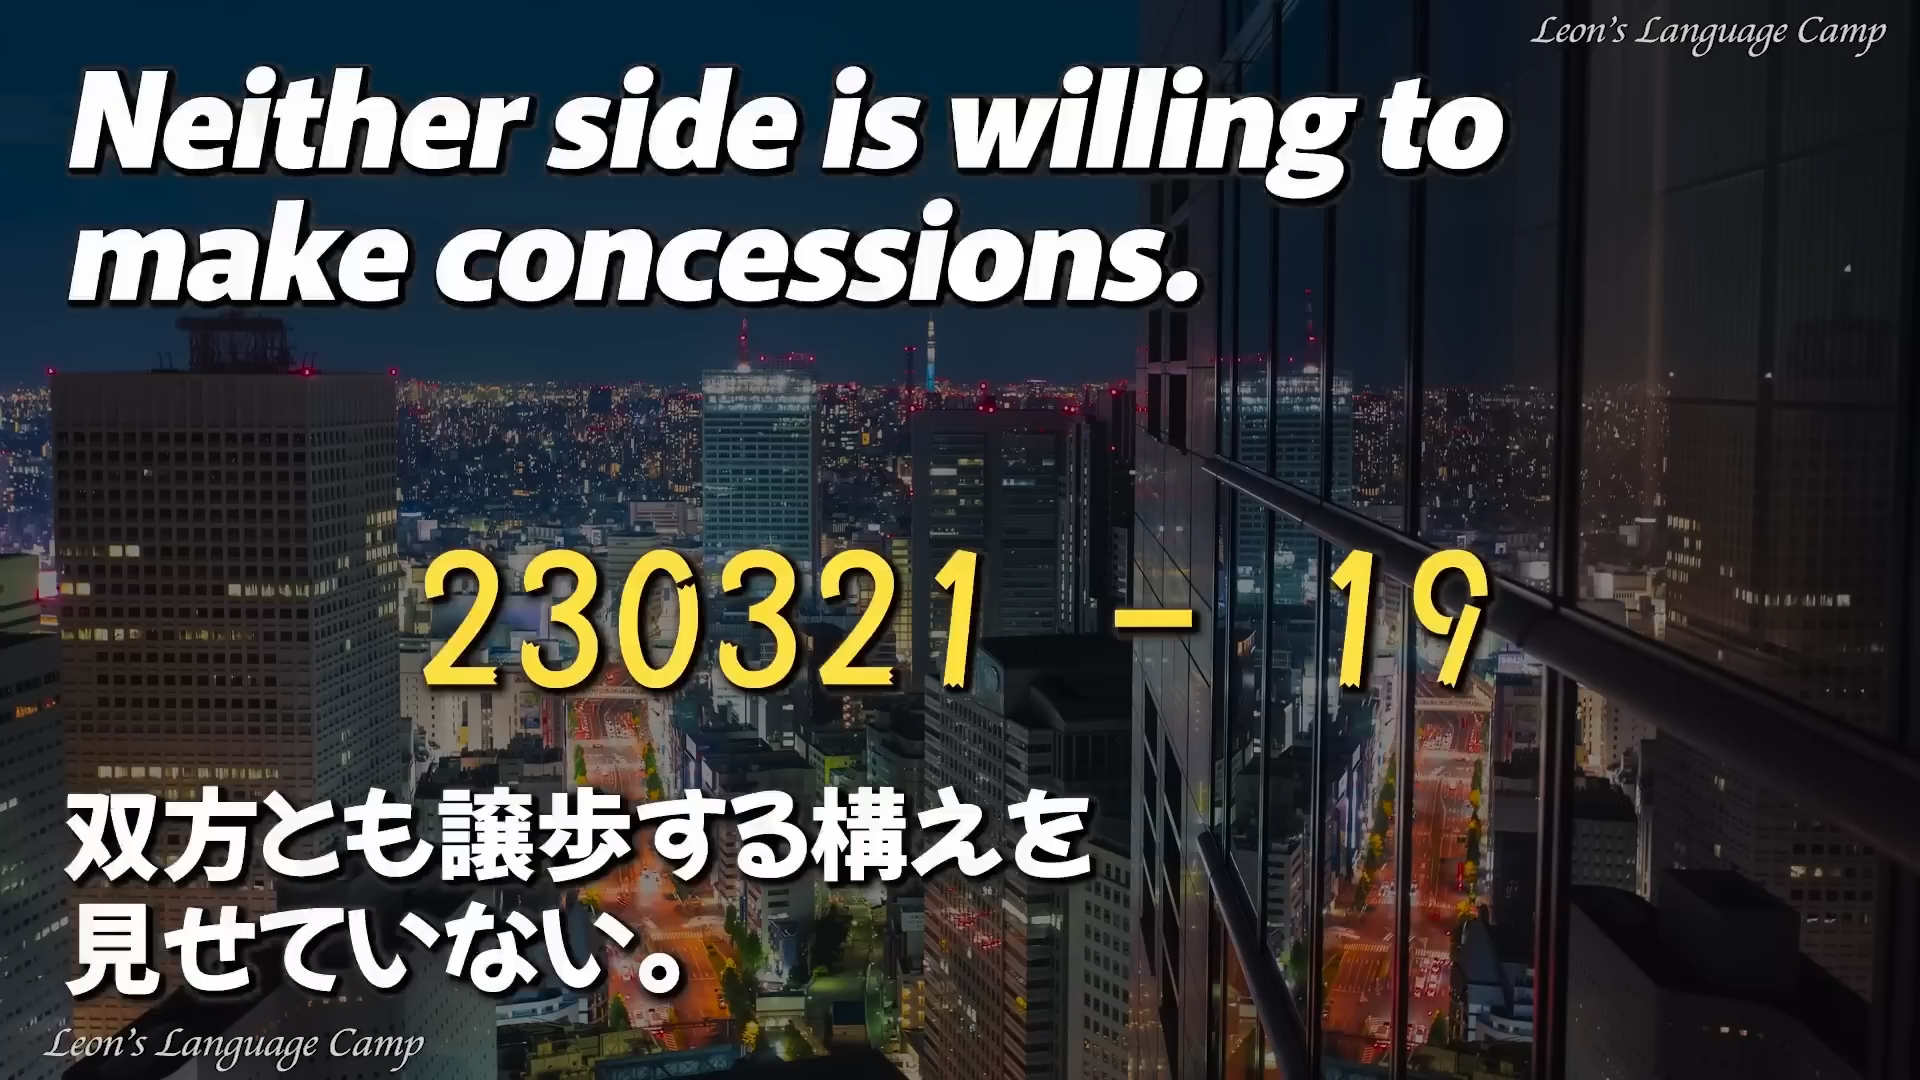 Leon's Language Camp
Neither side is willing to
make concessions.
230321 - 19
双方とも譲歩する構えを
見せていない。
Leon's Language Camp